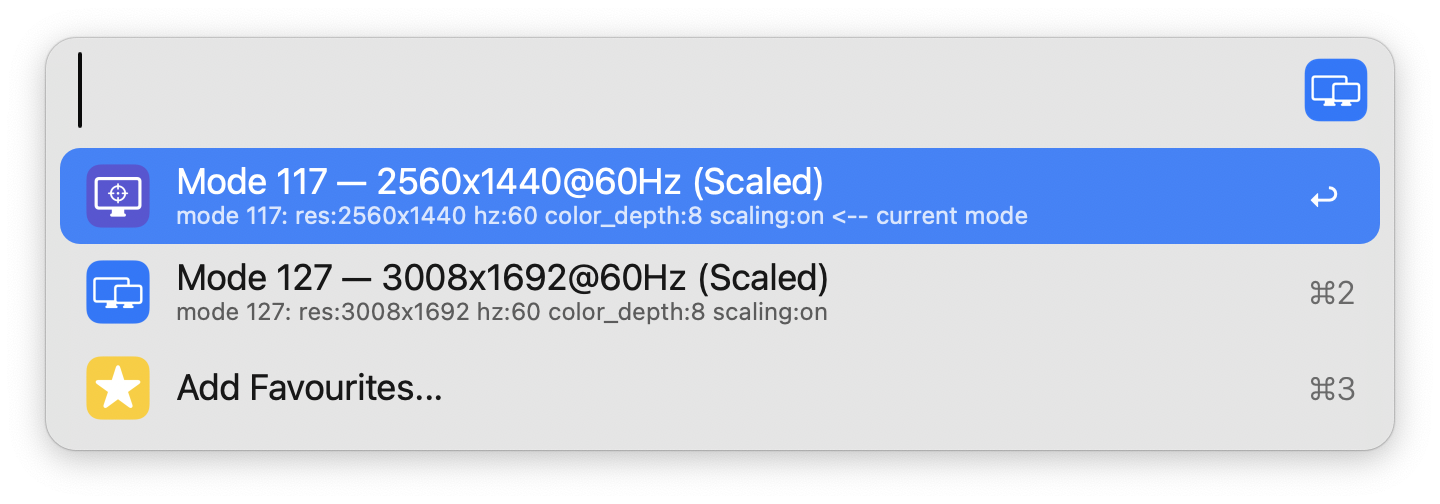 Mode 117 — 2560x1440@60Hz (Scaled)
mode 117: res:2560x1440 hz:60 color_depth:8 scaling:on <-- current mode
Mode 127 — 3008x1692@60Hz (Scaled)
mode 127: res:3008x1692 hz:60 color_depth:8 scaling:on
⌘2
Add Favourites...
⌘3